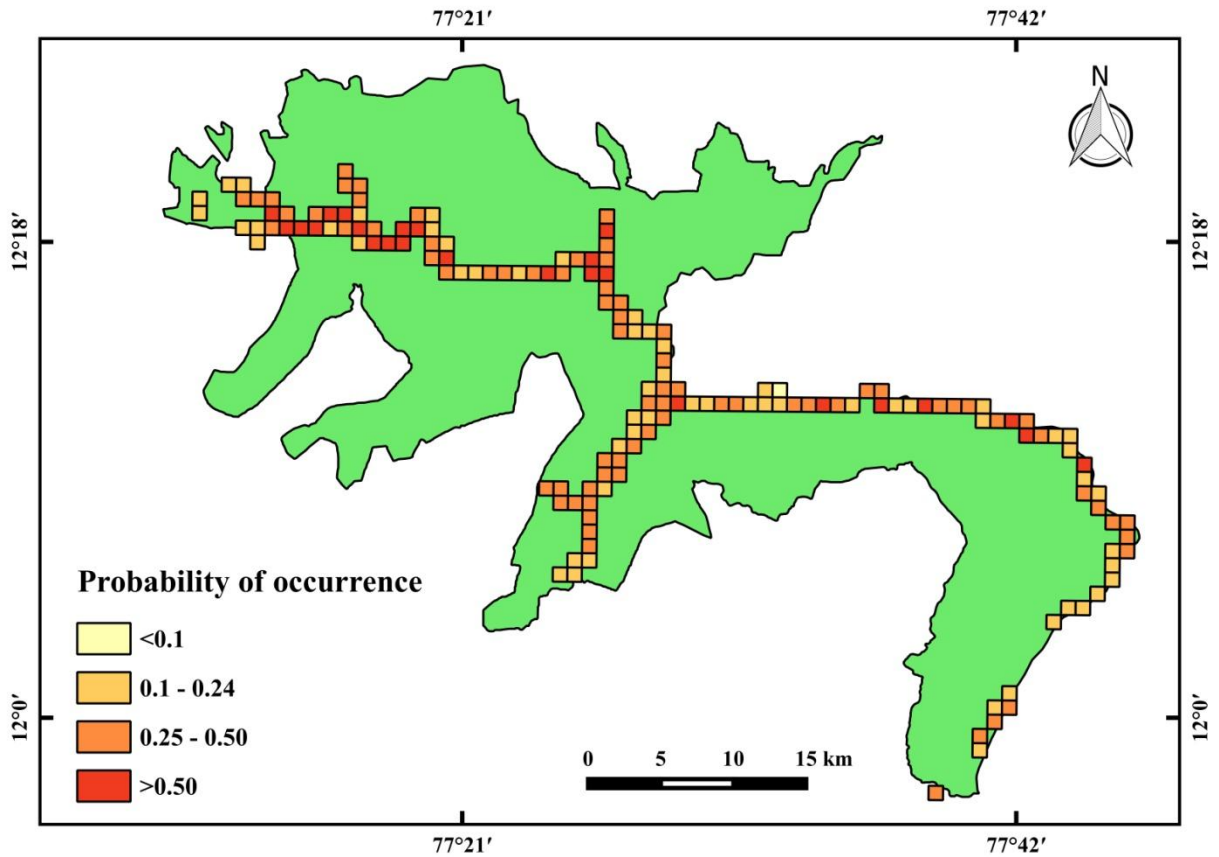 77°21′ 77°42′
N
12°18′ 12°18′
Probability of occurrence
<0.1
0.1 - 0.24
0.25 - 0.50
>0.50
12°0′ 12°0′
0 5 10 15 km
77°21′ 77°42′